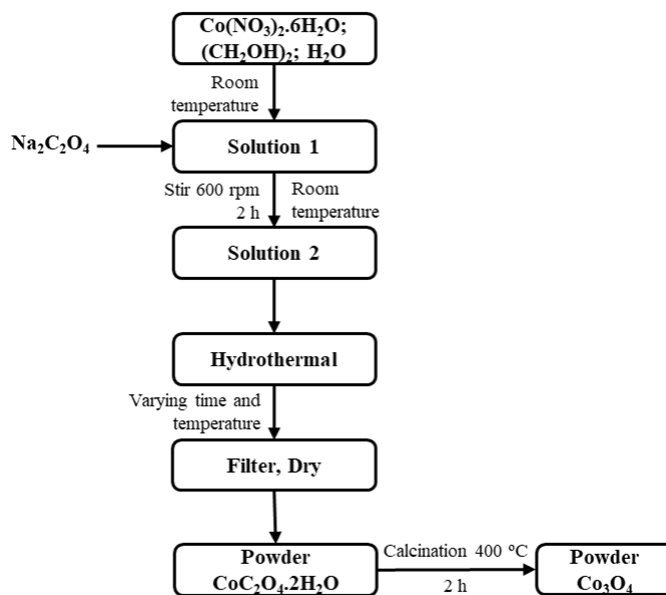 Co(NO₃)₂.6H₂O;
(CH₂OH)₂; H₂O
Room
temperature
Na₂C₂O₄
Solution 1
Stir 600 rpm
2 h
Room
temperature
Solution 2
Hydrothermal
Varying time and
temperature
Filter, Dry
Powder
CoC₂O₄.2H₂O
Calcination 400 °C
2 h
Powder
Co₃O₄